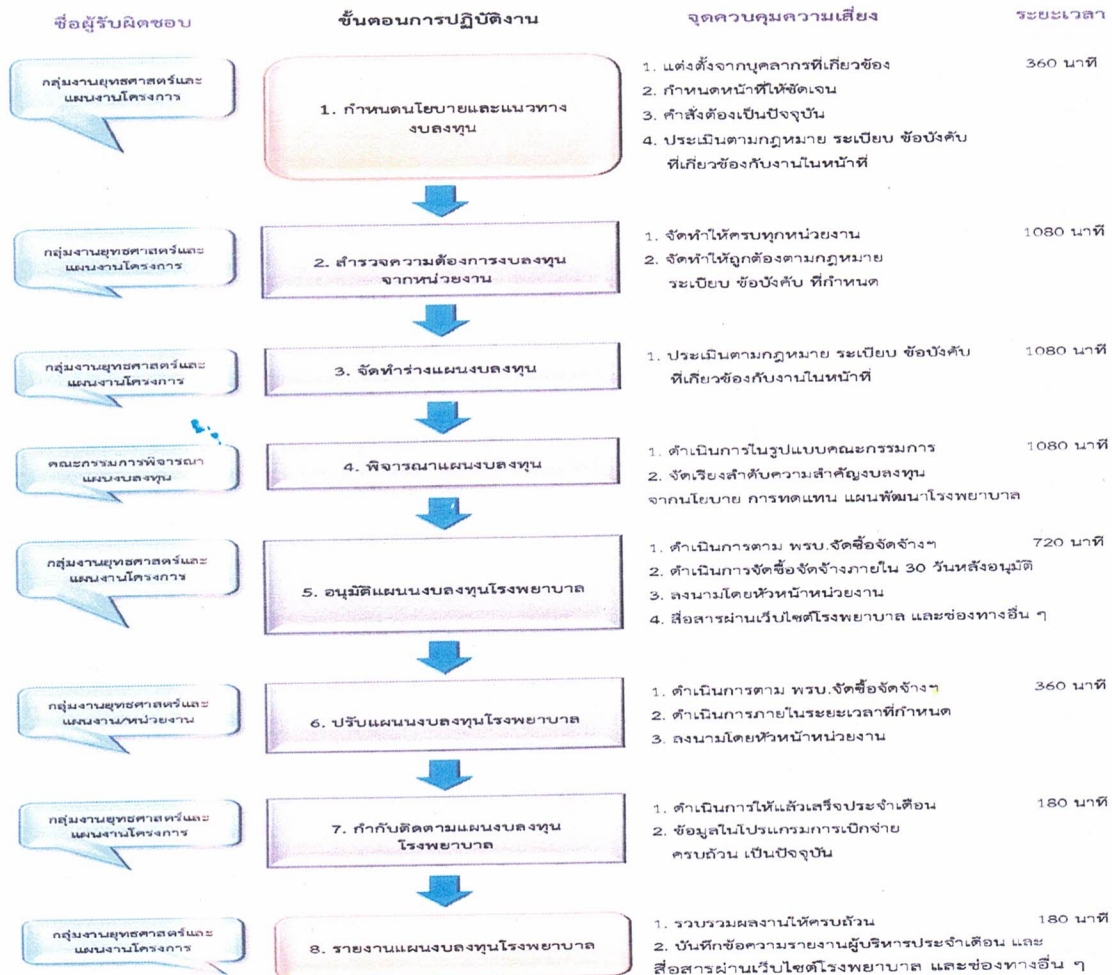 ชื่อผู้รับผิดชอบ ขั้นตอนการปฏิบัติงาน จุดควบคุมความเสี่ยง ระยะเวลา
กลุ่มงานยุทธศาสตร์และ
แผนงานโครงการ
1. กำหนดนโยบายและแนวทาง
งบลงทุน
1. แต่งตั้งจากบุคลากรที่เกี่ยวข้อง 360 นาที
2. กำหนดหน้าที่ให้ชัดเจน
3. คำสั่งต้องเป็นปัจจุบัน
4. ประเมินตามกฎหมาย ระเบียบ ข้อบังคับ
ที่เกี่ยวข้องกับงานในหน้าที่
กลุ่มงานยุทธศาสตร์และ
แผนงานโครงการ
2. สำรวจความต้องการงบลงทุน
จากหน่วยงาน
1. จัดทำให้ครบทุกหน่วยงาน 1080 นาที
2. จัดทำให้ถูกต้องตามกฎหมาย
ระเบียบ ข้อบังคับ ที่กำหนด
กลุ่มงานยุทธศาสตร์และ
แผนงานโครงการ
3. จัดทำร่างแผนงบลงทุน
1. ประเมินตามกฎหมาย ระเบียบ ข้อบังคับ 1080 นาที
ที่เกี่ยวข้องกับงานในหน้าที่
คณะกรรมการพิจารณา
แผนงบลงทุน
4. พิจารณาแผนงบลงทุน
1. ดำเนินการในรูปแบบคณะกรรมการ 1080 นาที
2. จัดเรียงลำดับความสำคัญงบลงทุน
จากนโยบาย การทดแทน แผนพัฒนาโรงพยาบาล
กลุ่มงานยุทธศาสตร์และ
แผนงานโครงการ
5. อนุมัติแผนนงบลงทุนโรงพยาบาล
1. ดำเนินการตาม พรบ.จัดซื้อจัดจ้างฯ 720 นาที
2. ดำเนินการจัดซื้อจัดจ้างภายใน 30 วันหลังอนุมัติ
3. ลงนามโดยหัวหน้าหน่วยงาน
4. สื่อสารผ่านเว็บไซต์โรงพยาบาล และช่องทางอื่น ๆ
กลุ่มงานยุทธศาสตร์และ
แผนงาน/หน่วยงาน
6. ปรับแผนนงบลงทุนโรงพยาบาล
1. ดำเนินการตาม พรบ.จัดซื้อจัดจ้างฯ 360 นาที
2. ดำเนินการภายในระยะเวลาที่กำหนด
3. ลงนามโดยหัวหน้าหน่วยงาน
กลุ่มงานยุทธศาสตร์และ
แผนงานโครงการ
7. กำกับติดตามแผนงบลงทุน
โรงพยาบาล
1. ดำเนินการให้แล้วเสร็จประจำเดือน 180 นาที
2. ข้อมูลในโปรแกรมการเบิกจ่าย
ครบถ้วน เป็นปัจจุบัน
กลุ่มงานยุทธศาสตร์และ
แผนงานโครงการ
8. รายงานแผนงบลงทุนโรงพยาบาล
1. รวบรวมผลงานให้ครบถ้วน 180 นาที
2. บันทึกข้อความรายงานผู้บริหารประจำเดือน และ
สื่อสารผ่านเว็บไซต์โรงพยาบาล และช่องทางอื่น ๆ